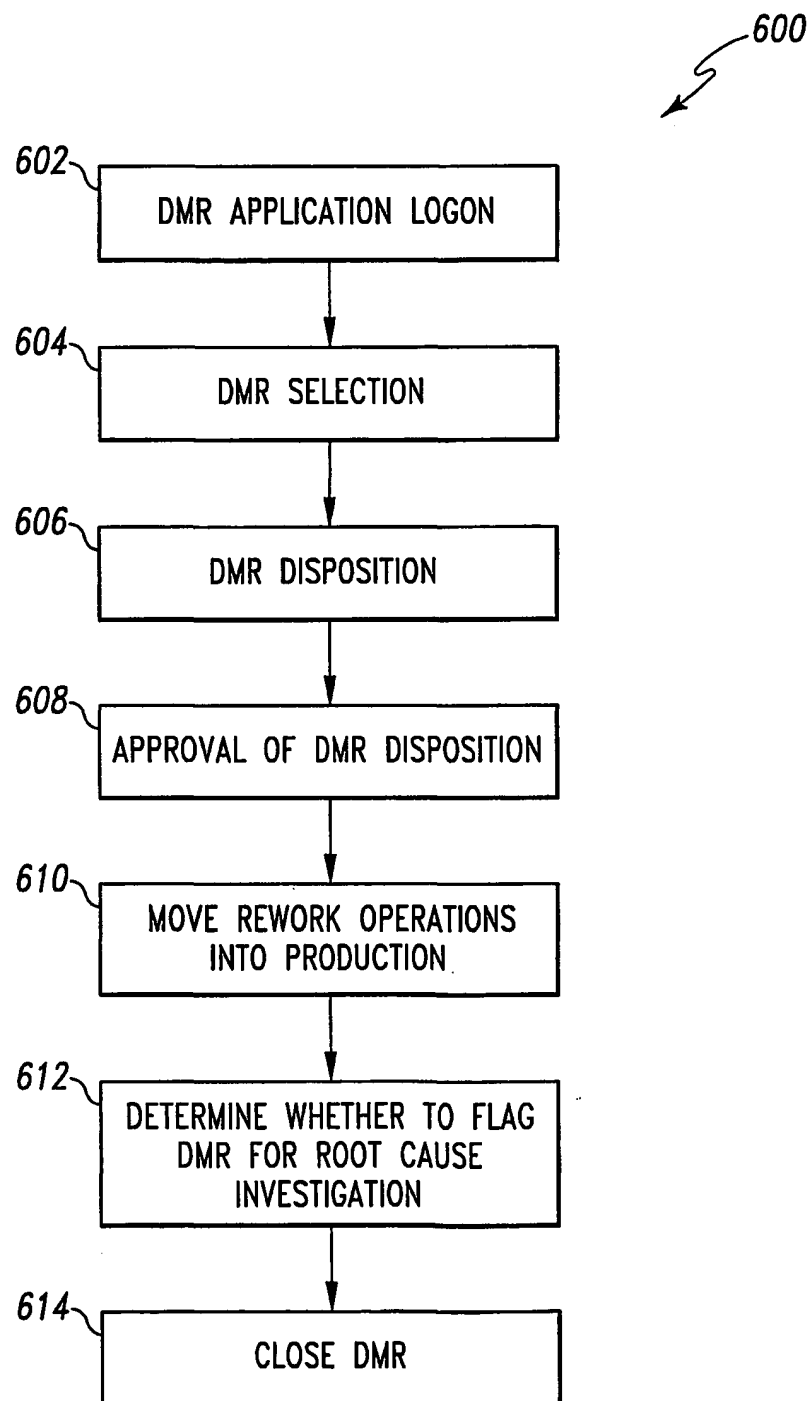 600
602
DMR APPLICATION LOGON
604
DMR SELECTION
606
DMR DISPOSITION
608
APPROVAL OF DMR DISPOSITION
610
MOVE REWORK OPERATIONS
INTO PRODUCTION
612
DETERMINE WHETHER TO FLAG
DMR FOR ROOT CAUSE
INVESTIGATION
614
CLOSE DMR